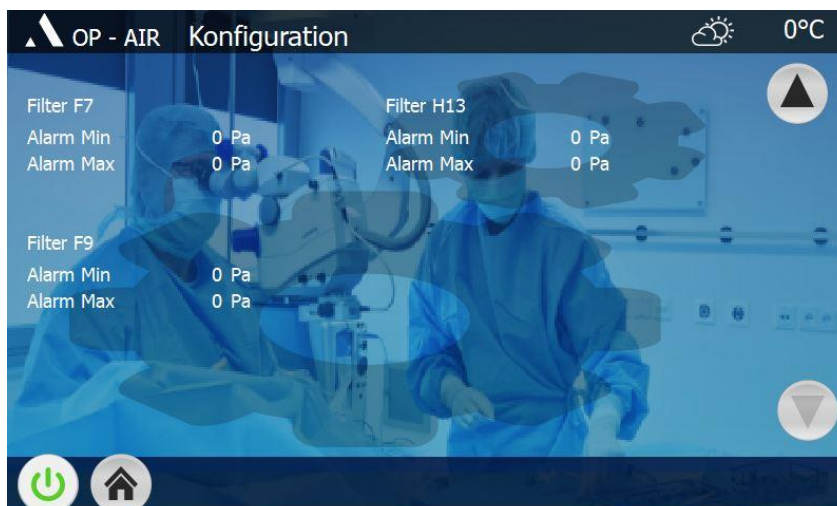 OP - AIR Konfiguration 0°C
Filter F7
Alarm Min 0 Pa
Alarm Max 0 Pa
Filter H13
Alarm Min 0 Pa
Alarm Max 0 Pa
Filter F9
Alarm Min 0 Pa
Alarm Max 0 Pa